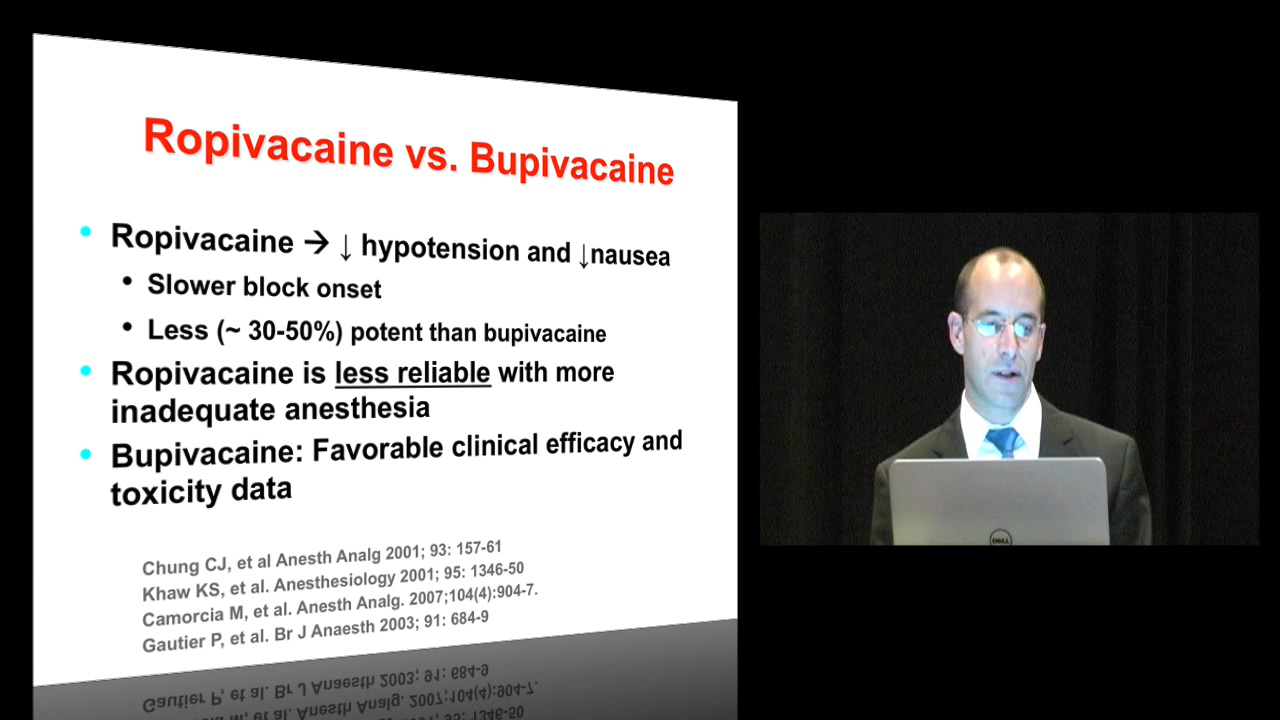 Ropivacaine vs. Bupivacaine
• Ropivacaine → ↓ hypotension and ↓nausea
• Slower block onset
• Less (~ 30-50%) potent than bupivacaine
• Ropivacaine is less reliable with more
inadequate anesthesia
• Bupivacaine: Favorable clinical efficacy and
toxicity data
Chung CJ, et al Anesth Analg 2001; 93: 157-61
Khaw KS, et al. Anesthesiology 2001; 95: 1346-50
Camorcia M, et al. Anesth Analg. 2007;104(4):904-7.
Gautier P, et al. Br J Anaesth 2003; 91: 684-9
DELL